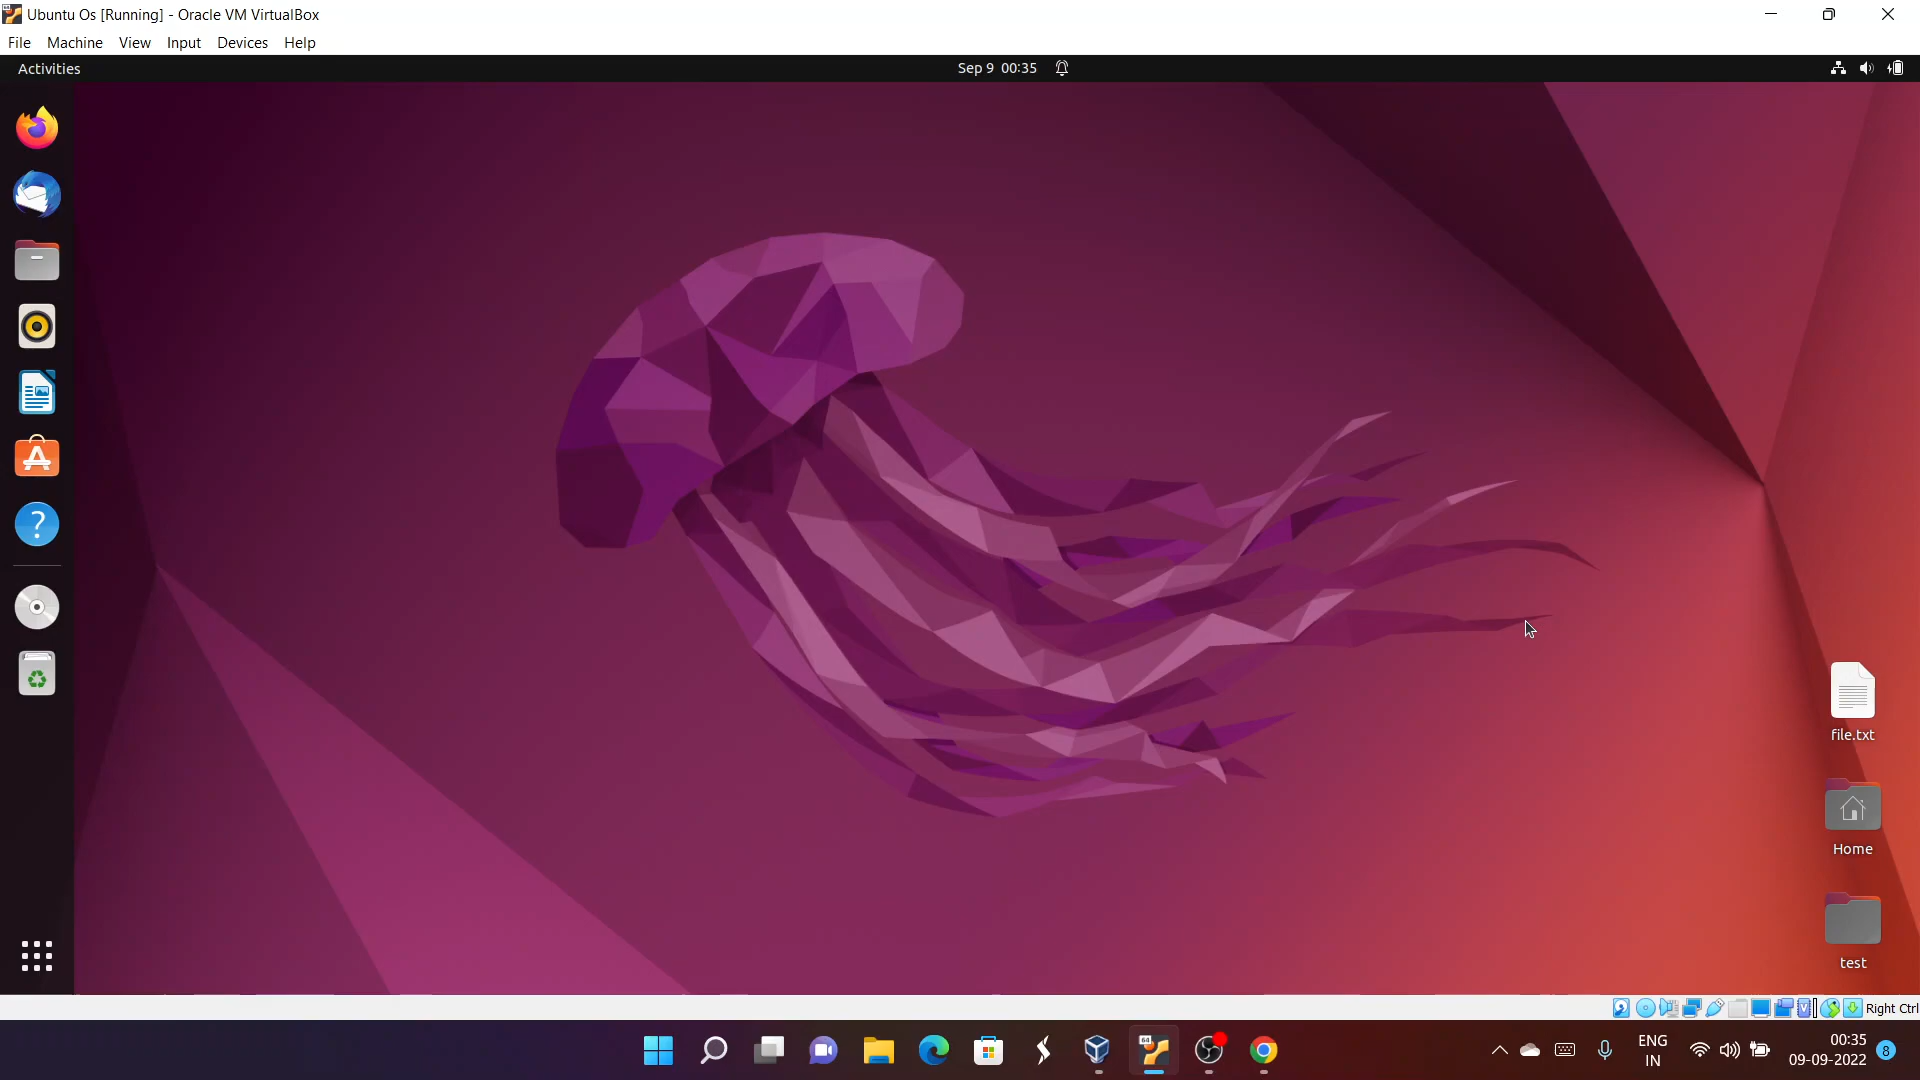 Ubuntu Os [Running] - Oracle VM VirtualBox
File Machine View Input Devices Help
Activities
Sep 9 00:35
file.txt
Home
test
Right Ctrl
64
ENG
IN
00:35
09-09-2022
8